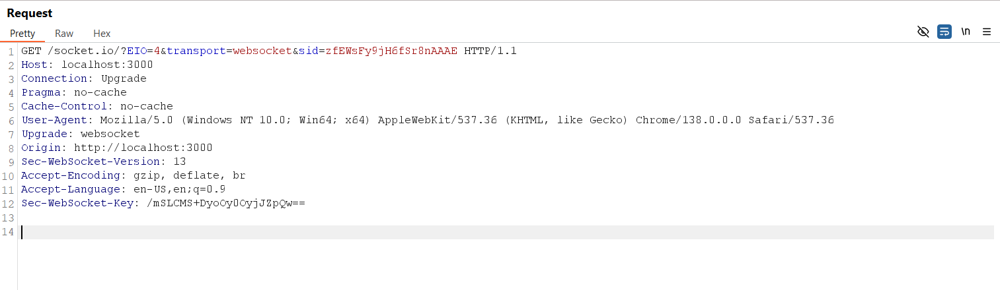 Request
Pretty Raw Hex
\n
1 GET /socket.io/?EIO=4&transport=websocket&sid=zfEWsFy9jH6fSr8nAAAE HTTP/1.1
2 Host: localhost:3000
3 Connection: Upgrade
4 Pragma: no-cache
5 Cache-Control: no-cache
6 User-Agent: Mozilla/5.0 (Windows NT 10.0; Win64; x64) AppleWebKit/537.36 (KHTML, like Gecko) Chrome/138.0.0.0 Safari/537.36
7 Upgrade: websocket
8 Origin: http://localhost:3000
9 Sec-WebSocket-Version: 13
10 Accept-Encoding: gzip, deflate, br
11 Accept-Language: en-US,en;q=0.9
12 Sec-WebSocket-Key: /mSLCMS+DyoOy0OyjJZpQw==
13
14